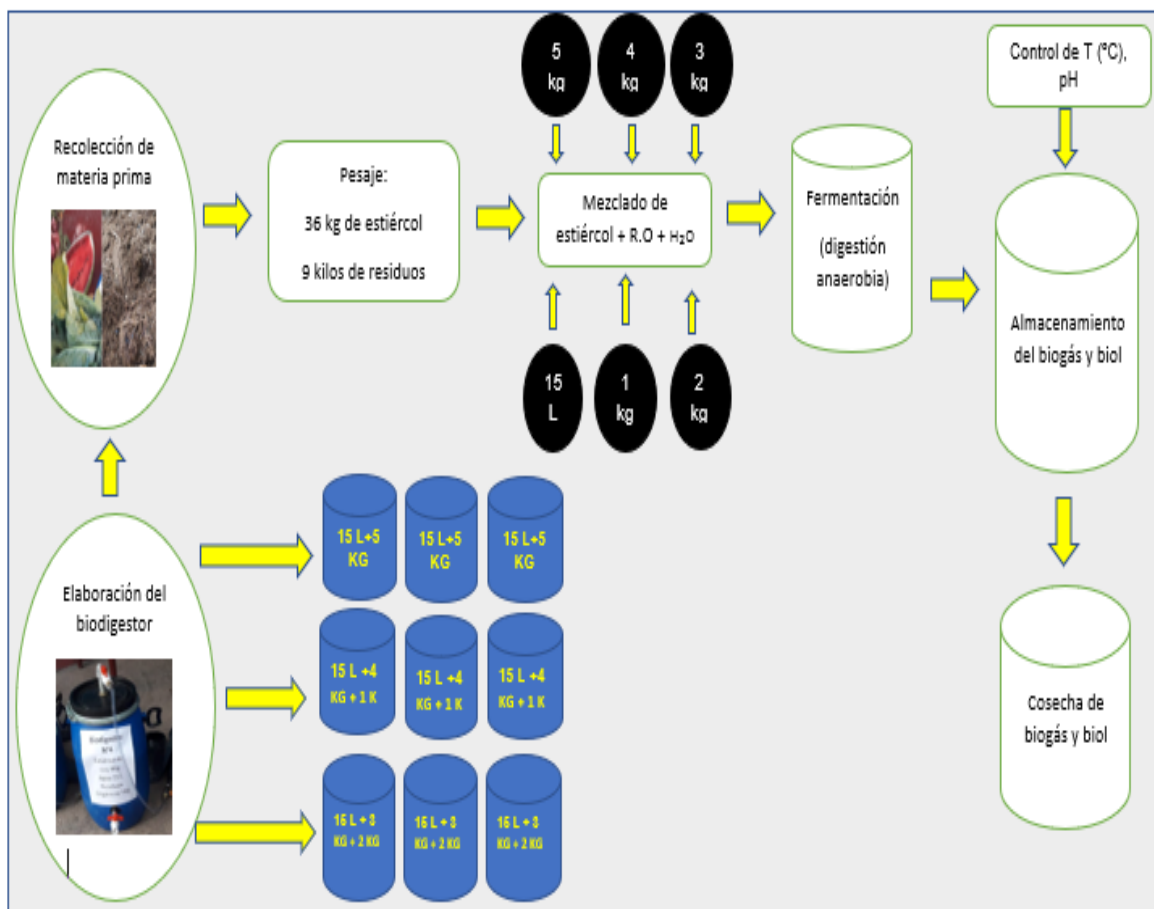 Recolección de
materia prima
Pesaje:
36 kg de estiércol
9 kilos de residuos
5
kg
4
kg
3
kg
Mezclado de
estiércol + R.O + H₂O
15
L
1
kg
2
kg
Fermentación
(digestión
anaerobia)
Control de T (°C),
pH
Almacenamiento
del biogás y biol
Cosecha de
biogás y biol
Elaboración del
biodigestor
15 L+5
KG
15 L+5
KG
15 L+5
KG
15 L +4
KG + 1 K
15 L +4
KG + 1 K
15 L +4
KG + 1 K
15 L + 3
KG + 2 KG
15 L + 3
KG + 2 KG
15 L + 3
KG + 2 KG